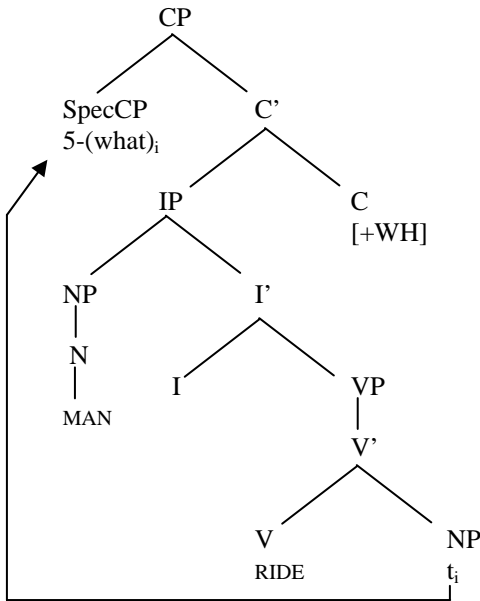 CP
SpecCP C’
5-(what)i
IP C
[+WH]
NP I’
N I VP
MAN
V’
V NP
RIDE ti